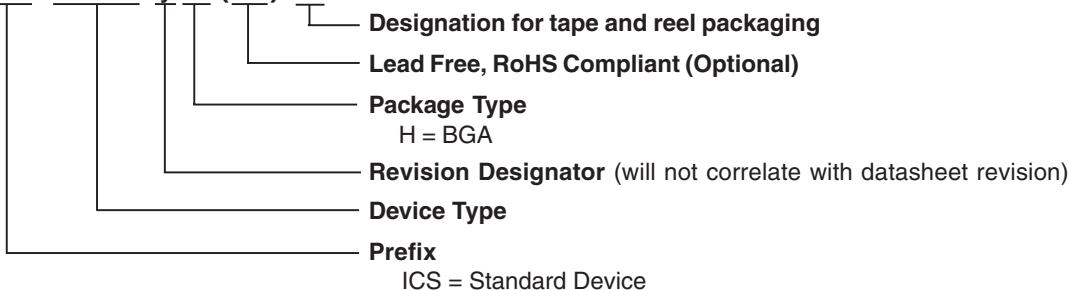 Designation for tape and reel packaging
Lead Free, RoHS Compliant (Optional)
Package Type
H = BGA
Revision Designator (will not correlate with datasheet revision)
Device Type
Prefix
ICS = Standard Device